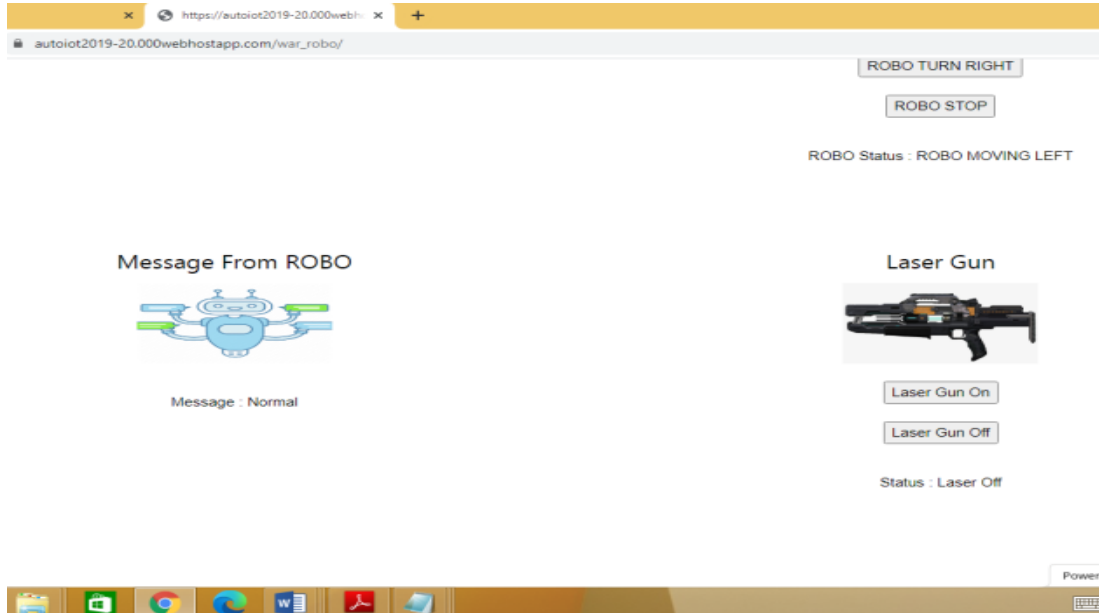 https://autoiot2019-20.000webh
autoiot2019-20.000webhostapp.com/war_robo/
ROBO TURN RIGHT
ROBO STOP
ROBO Status : ROBO MOVING LEFT
Message From ROBO
Laser Gun
Message : Normal
Laser Gun On
Laser Gun Off
Status : Laser Off
Power